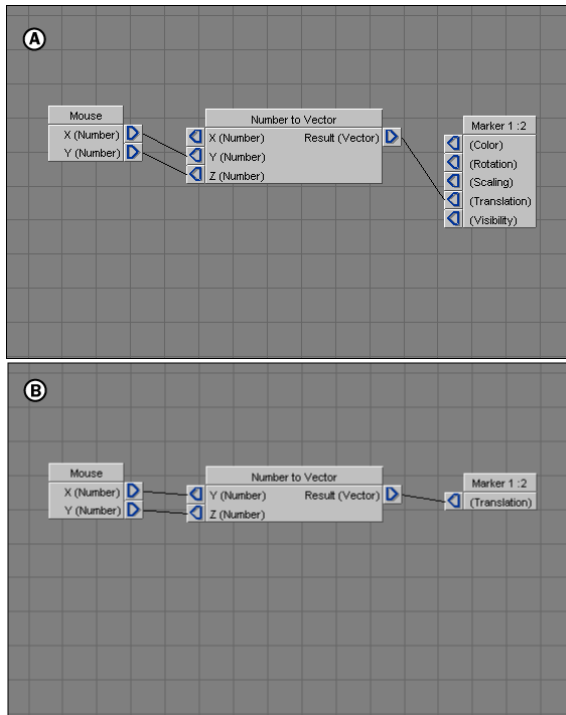 A
Mouse
X (Number)
Y (Number)
Number to Vector
X (Number) Result (Vector)
Y (Number)
Z (Number)
Marker 1 :2
(Color)
(Rotation)
(Scaling)
(Translation)
(Visibility)
B
Mouse
X (Number)
Y (Number)
Number to Vector
Y (Number) Result (Vector)
Z (Number)
Marker 1 :2
(Translation)